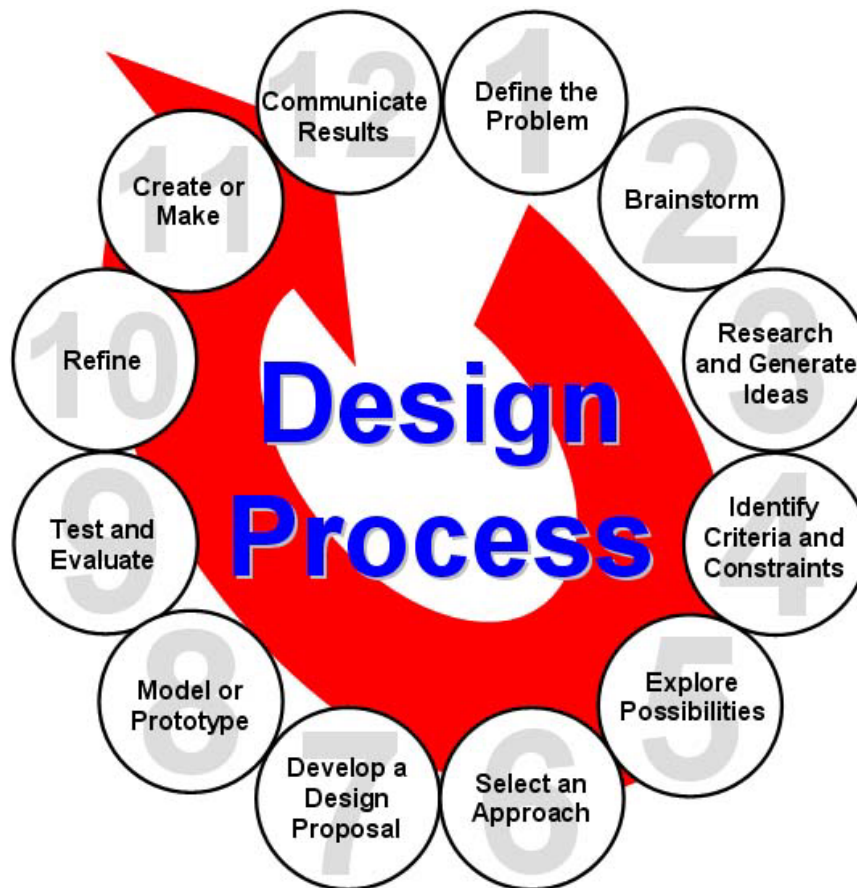 1
Define the
Problem
2
Brainstorm
3
Research
and Generate
Ideas
4
Identify
Criteria and
Constraints
5
Explore
Possibilities
6
Select an
Approach
7
Develop a
Design
Proposal
8
Model or
Prototype
9
Test and
Evaluate
10
Refine
11
Create or
Make
12
Communicate
Results
Design
Process